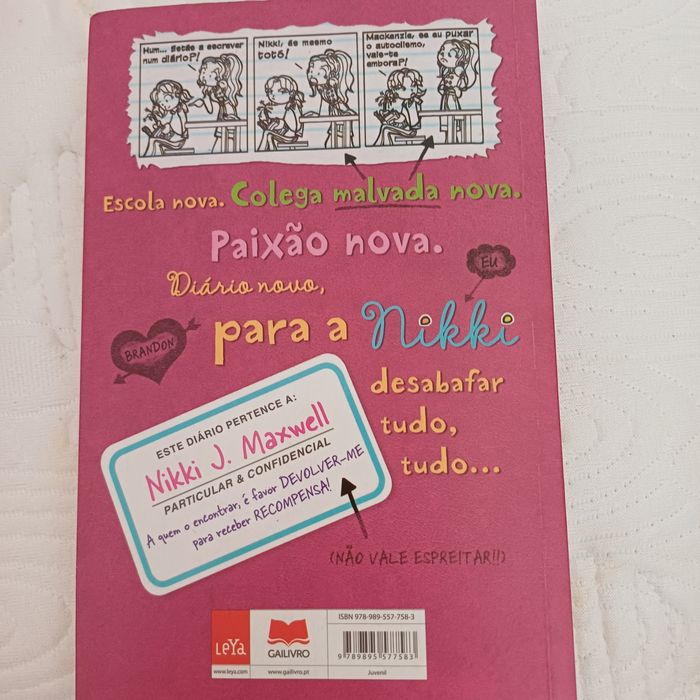 Hum... Estás a escrever
num diário?!
Nikki, és mesmo
totó!
Mackenzie, se eu puxar
o autoclismo,
vais-te
embora?!
Escola nova. Colega malvada nova.
Paixão nova.
Diário novo,
EU
para a Nikki
BRANDON
desabafar
tudo,
tudo...
ESTE DIÁRIO PERTENCE A:
Nikki J. Maxwell
PARTICULAR & CONFIDENCIAL
A quem o encontrar, é favor DEVOLVER-ME
para receber RECOMPENSA!
(NÃO VALE ESPREITAR!!)
LEYA
www.leya.com
GAILIVRO
www.gailivro.pt
ISBN 978-989-557-758-3
9 789895 577583
Juvenil